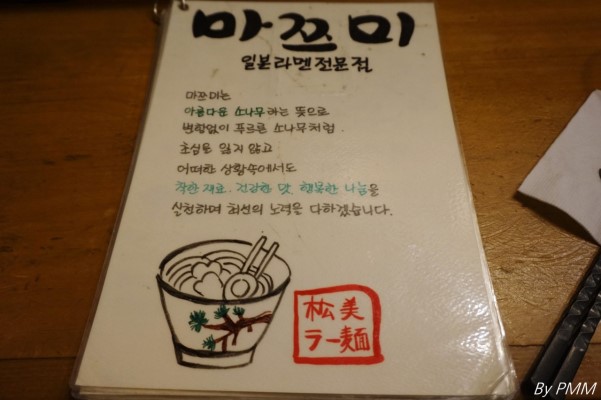 마쯔미
일본라멘전문점
마쯔미는
아름다운 소나무라는 뜻으로
변함없이 푸르른 소나무처럼
초심을 잃지 않고
어떠한 상황속에서도
착한 재료, 건강한 맛, 행복한 나눔을
실천하며 최선의 노력을 다하겠습니다.
松美
ラー麺
By PMM